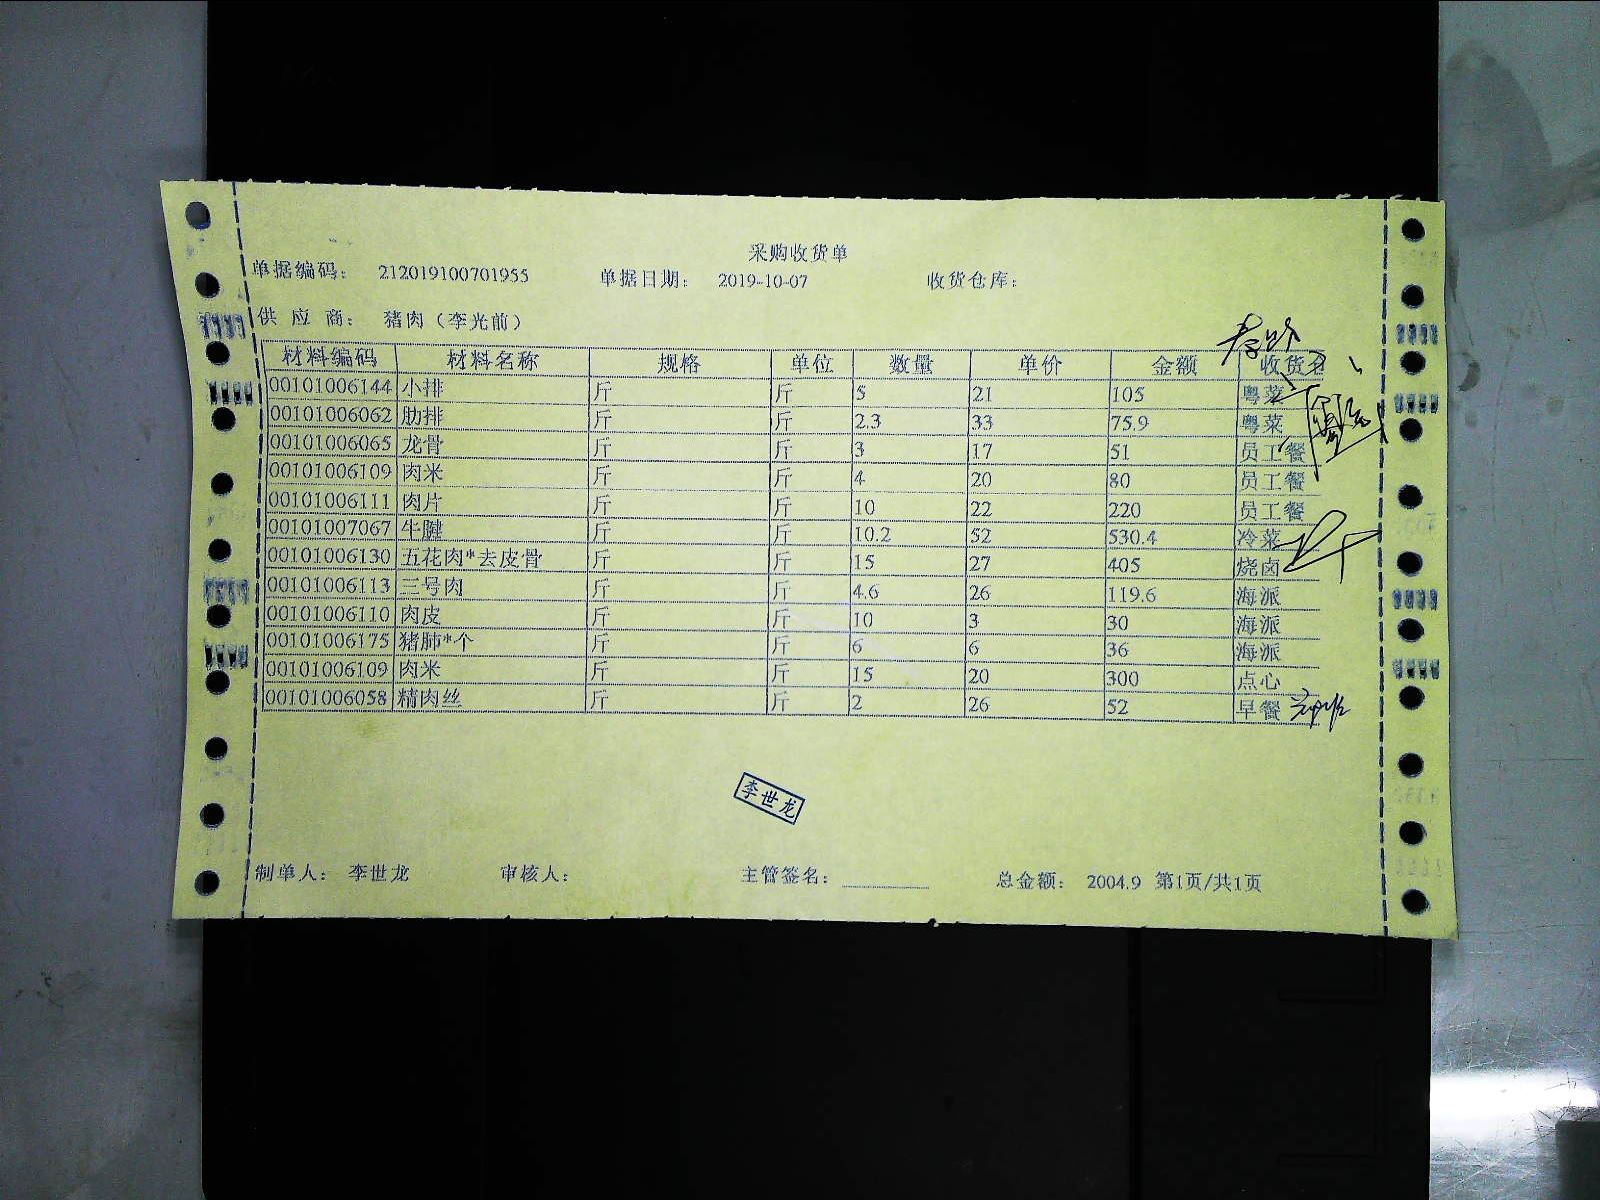 采购收货单
单据编码： 212019100701955 单据日期： 2019-10-07 收货仓库：
供 应 商： 猪肉（李光前）
材料编码 材料名称 规格 单位 数量 单价 金额 收货仓
00101006144 小排 斤 斤 5 21 105 粤菜
00101006062 肋排 斤 斤 2.3 33 75.9 粤菜
00101006065 龙骨 斤 斤 3 17 51 员工餐
00101006109 肉米 斤 斤 4 20 80 员工餐
00101006111 肉片 斤 斤 10 22 220 员工餐
00101007067 牛腱 斤 斤 10.2 52 530.4 冷菜
00101006130 五花肉*去皮骨 斤 斤 15 27 405 烧卤
00101006113 三号肉 斤 斤 4.6 26 119.6 海派
00101006110 肉皮 斤 斤 10 3 30 海派
00101006175 猪肺*个 斤 斤 6 6 36 海派
00101006109 肉米 斤 斤 15 20 300 点心
00101006058 精肉丝 斤 斤 2 26 52 早餐
李世龙
制单人： 李世龙 审核人： 主管签名： 总金额： 2004.9 第1页/共1页